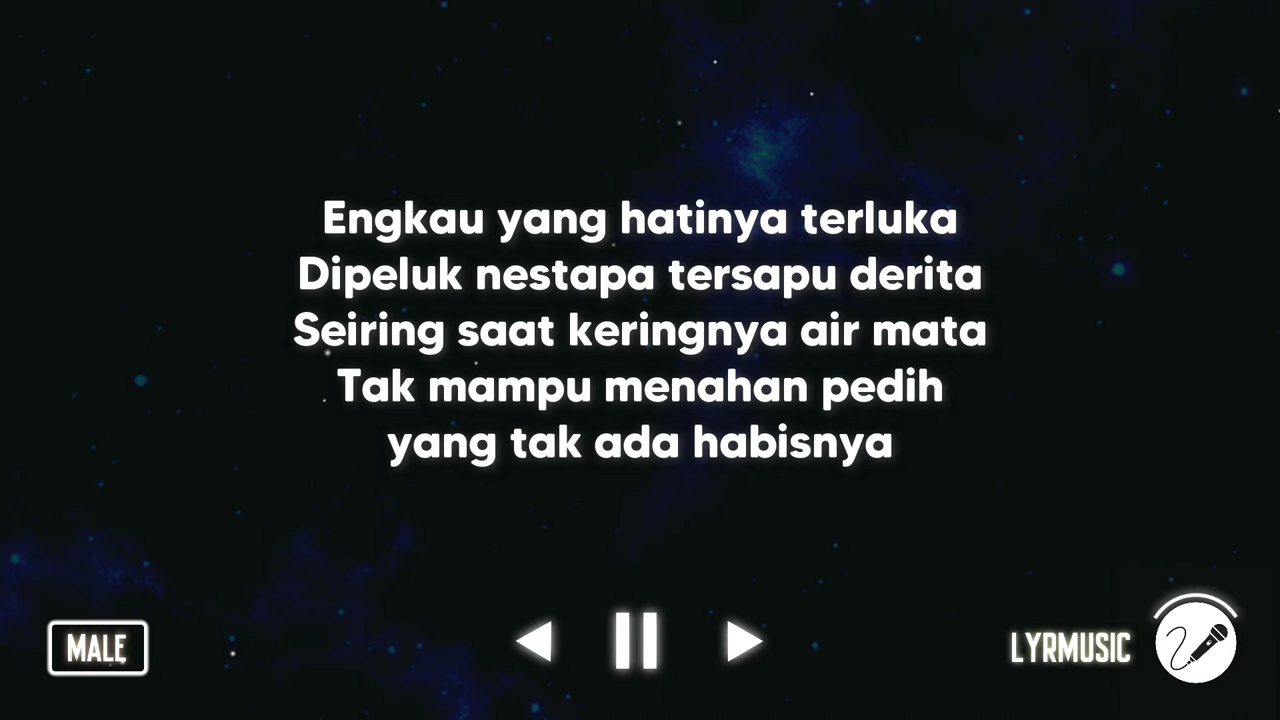 Engkau yang hatinya terluka
Dipeluk nestapa tersapu derita
Seiring saat keringnya air mata
Tak mampu menahan pedih
yang tak ada habisnya
MALE
LYRMUSIC